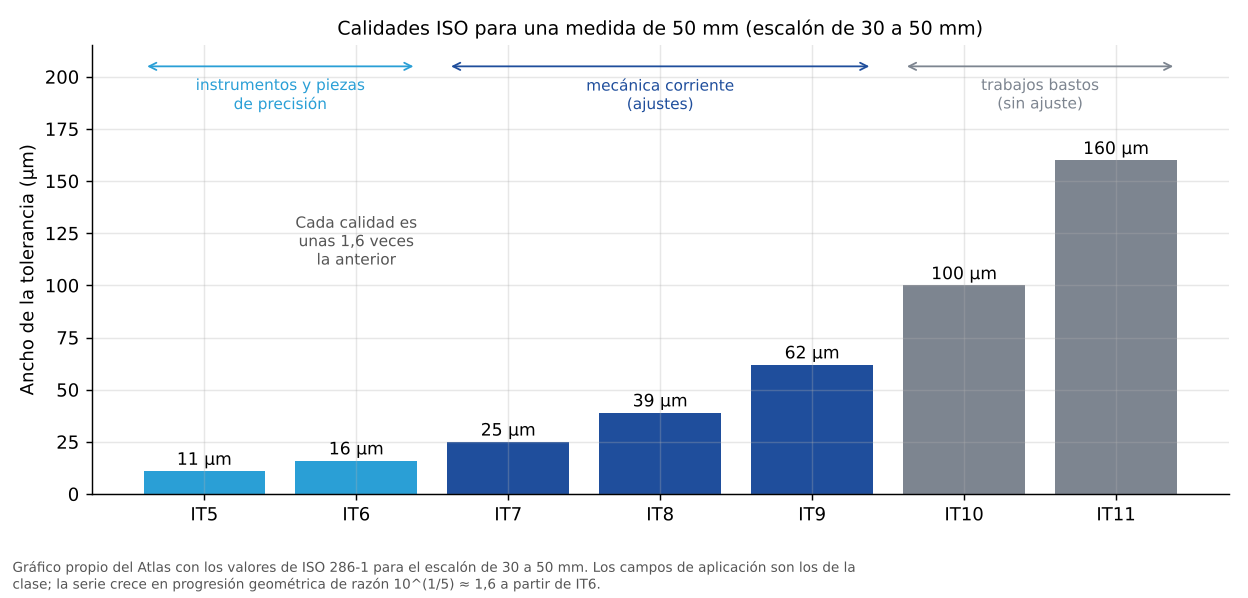 Calidades ISO para una medida de 50 mm (escalón de 30 a 50 mm)
instrumentos y piezas
de precisión
mecánica corriente
(ajustes)
trabajos bastos
(sin ajuste)
Ancho de la tolerancia (µm)
200
175
150
125
100
75
50
25
0
Cada calidad es
unas 1,6 veces
la anterior
11 µm
16 µm
25 µm
39 µm
62 µm
100 µm
160 µm
IT5
IT6
IT7
IT8
IT9
IT10
IT11
Gráfico propio del Atlas con los valores de ISO 286-1 para el escalón de 30 a 50 mm. Los campos de aplicación son los de la
clase; la serie crece en progresión geométrica de razón 10^(1/5) ≈ 1,6 a partir de IT6.